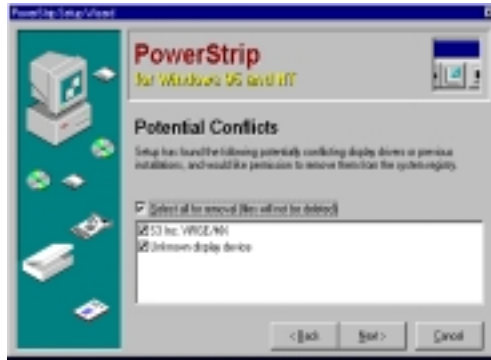 PowerStrip Setup Wizard
PowerStrip
for Windows 95 and NT
Potential Conflicts
Setup has found the following potentially conflicting display drivers or previous
installations, and would like permission to remove them from the system registry.
Select all for removal (files will not be deleted)
S3 Inc. ViRGE/MX
Unknown display device
< Back
Next >
Cancel